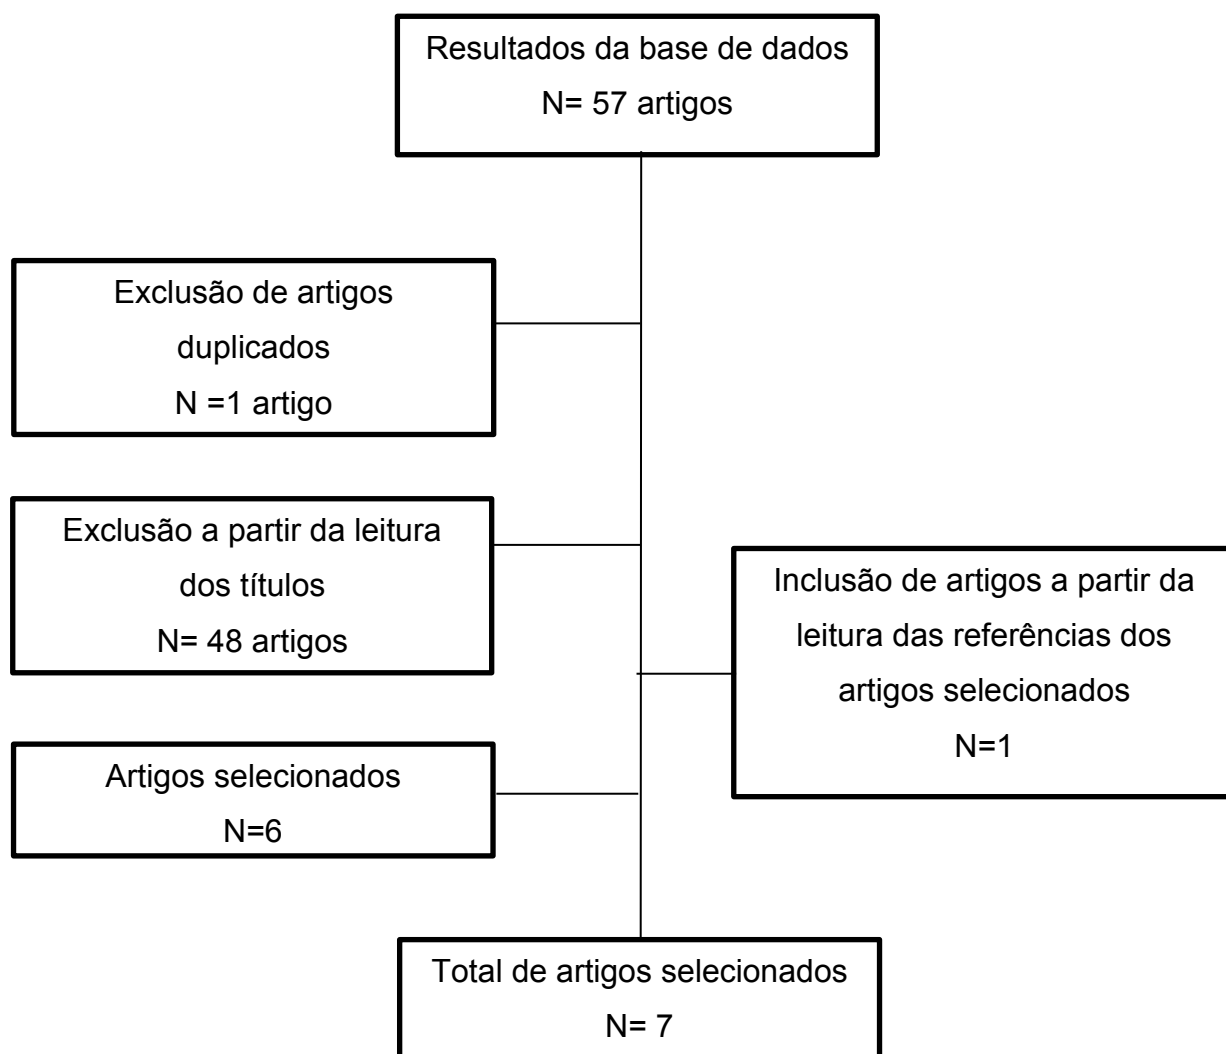 Resultados da base de dados
N= 57 artigos
Exclusão de artigos
duplicados
N =1 artigo
Exclusão a partir da leitura
dos títulos
N= 48 artigos
Inclusão de artigos a partir da
leitura das referências dos
artigos selecionados
N=1
Artigos selecionados
N=6
Total de artigos selecionados
N= 7